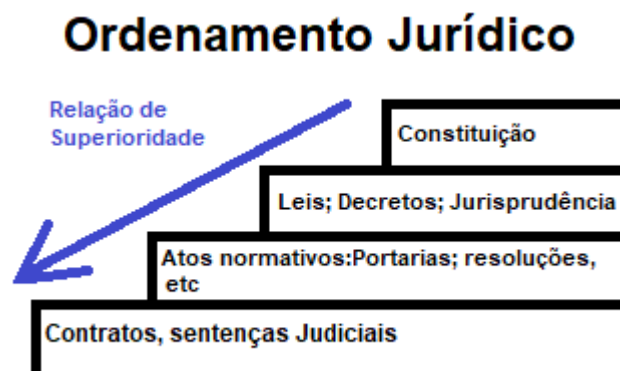 Ordenamento Jurídico
Relação de
Superioridade
Constituição
Leis; Decretos; Jurisprudência
Atos normativos:Portarias; resoluções,
etc
Contratos, sentenças Judiciais